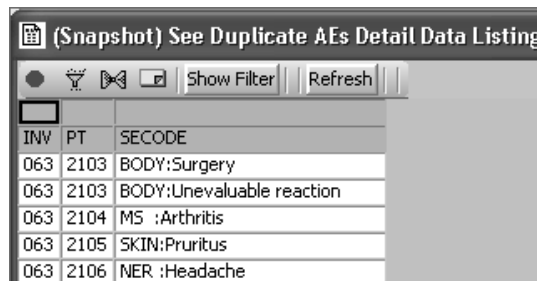 (Snapshot) See Duplicate AEs Detail Data Listing
Show Filter Refresh
INV PT SECODE
063 2103 BODY:Surgery
063 2103 BODY:Unevaluable reaction
063 2104 MS :Arthritis
063 2105 SKIN:Pruritus
063 2106 NER :Headache